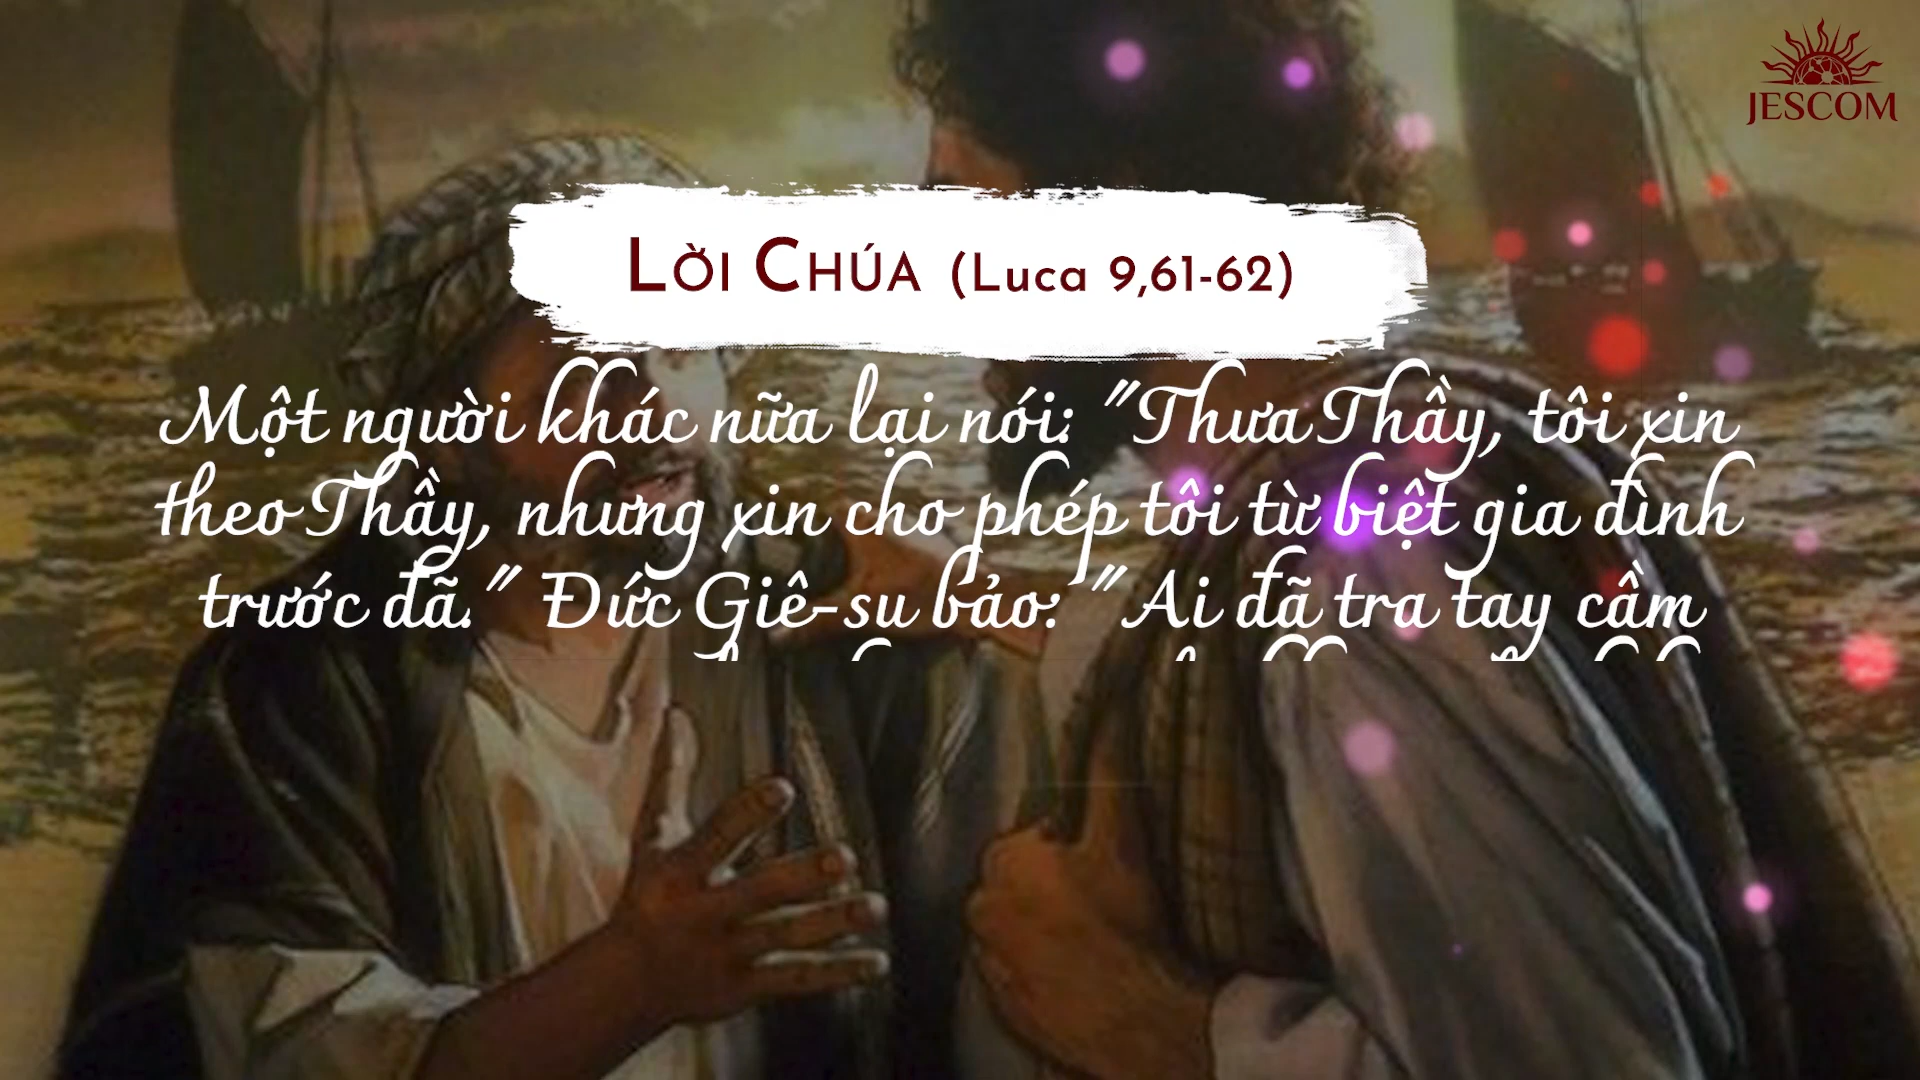 JESCOM
LỜI CHÚA (Luca 9,61-62)
Một người khác nữa lại nói: "Thưa Thầy, tôi xin
theo Thầy, nhưng xin cho phép tôi từ biệt gia đình
trước đã." Đức Giê-su bảo: "Ai đã tra tay cầm